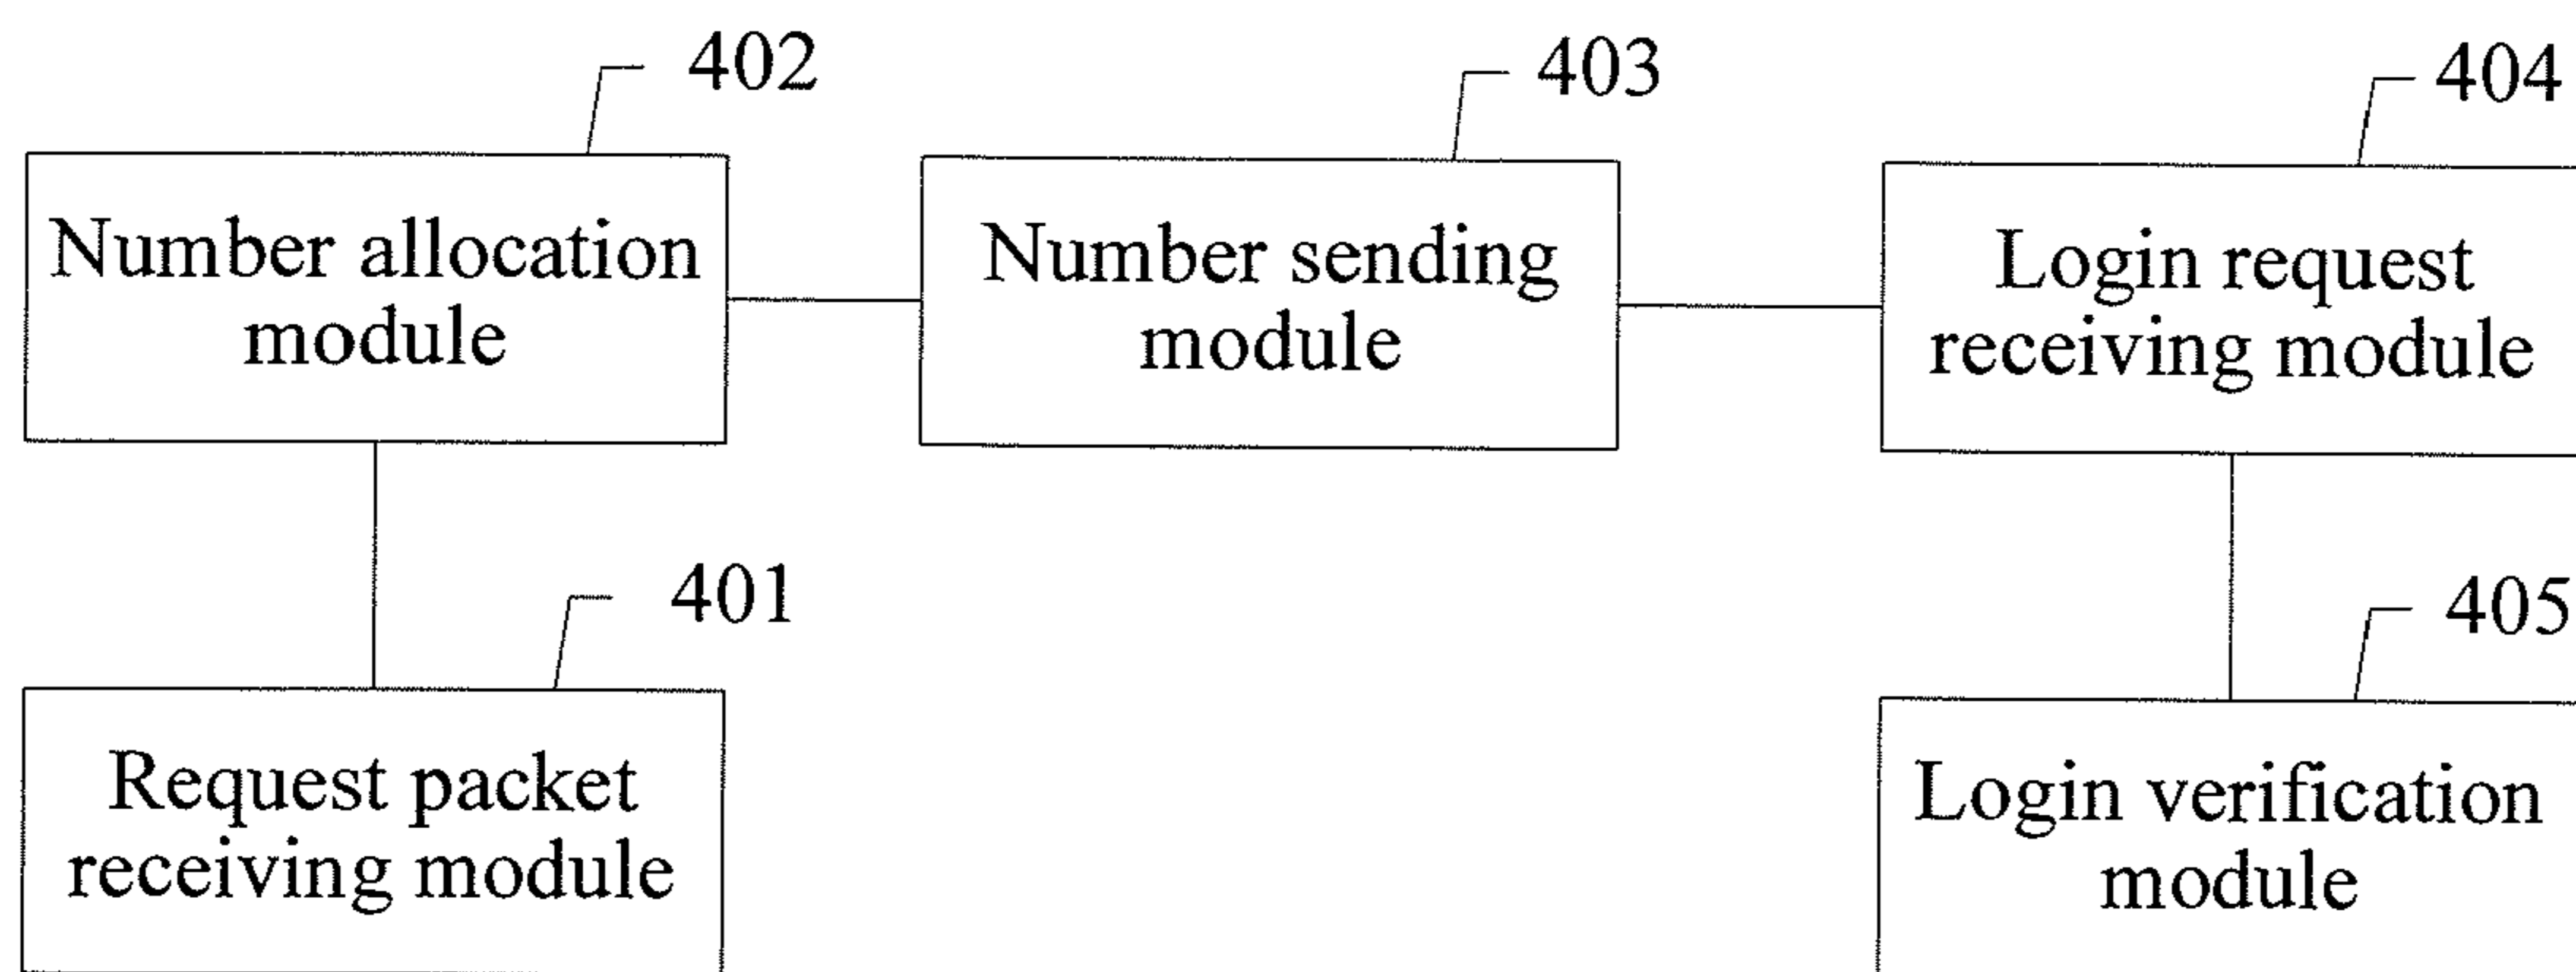 402
403
404
Number allocation
module
Number sending
module
Login request
receiving module
401
405
Request packet
receiving module
Login verification
module